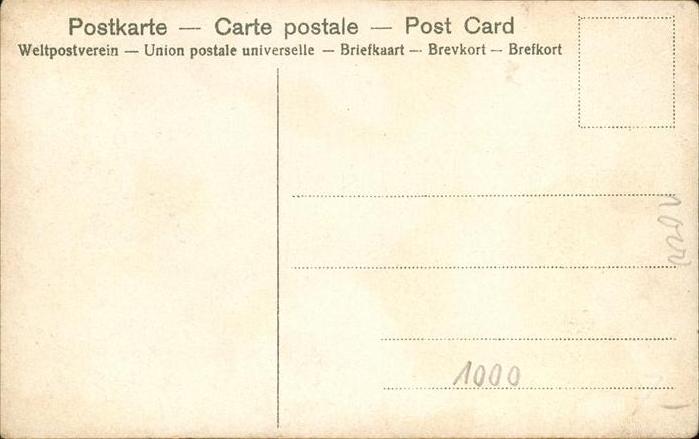 Postkarte — Carte postale — Post Card
Weltpostverein — Union postale universelle — Briefkaart — Brevkort — Brefkort
1000